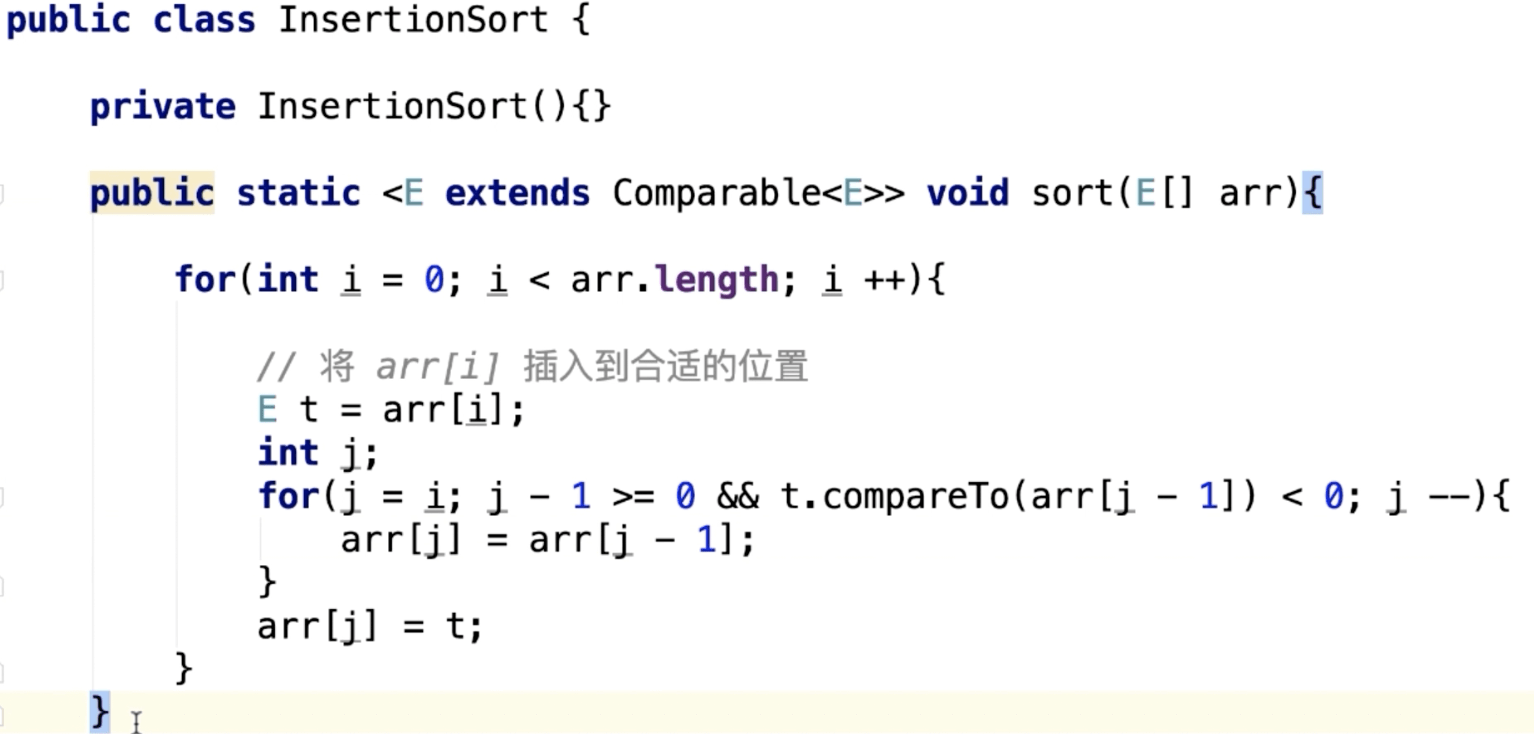 public class InsertionSort {
private InsertionSort(){}
public static <E extends Comparable<E>> void sort(E[] arr){
for(int i = 0; i < arr.length; i ++){
// 将 arr[i] 插入到合适的位置
E t = arr[i];
int j;
for(j = i; j - 1 >= 0 && t.compareTo(arr[j - 1]) < 0; j --){
arr[j] = arr[j - 1];
}
arr[j] = t;
}
}